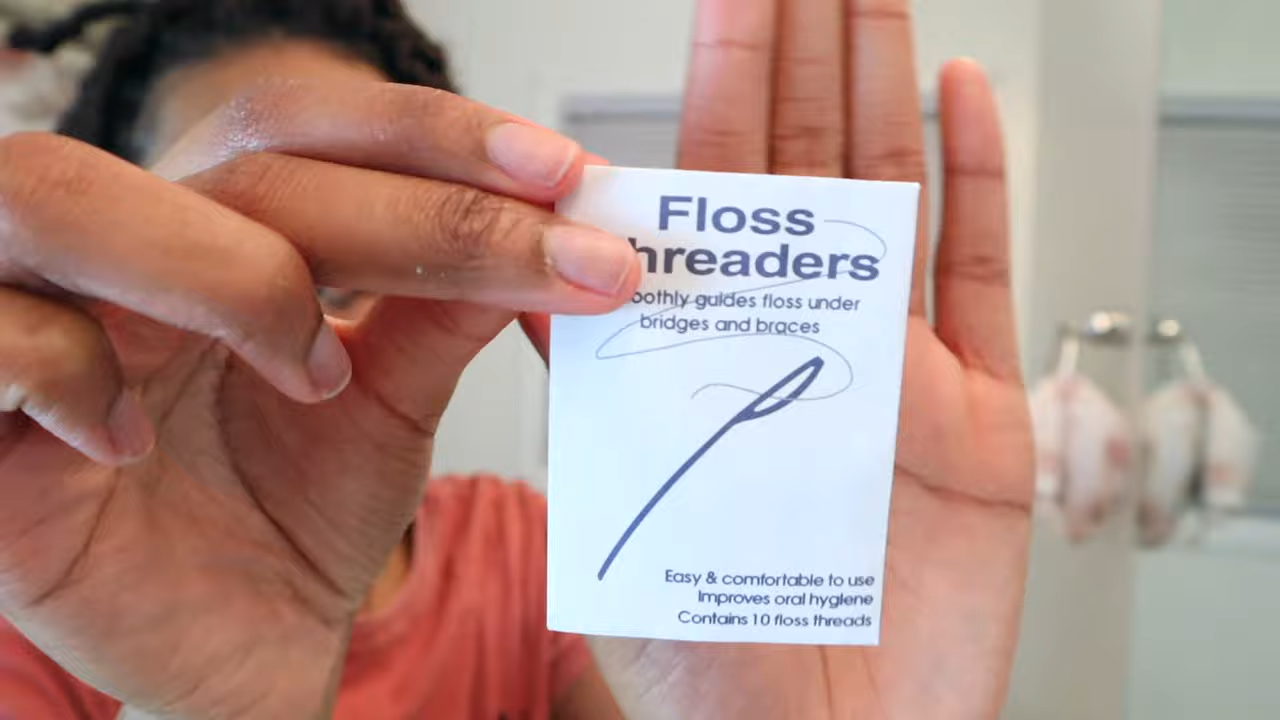 Floss
hreaders
oothly guides floss under
bridges and braces
Easy & comfortable to use
Improves oral hygiene
Contains 10 floss threads